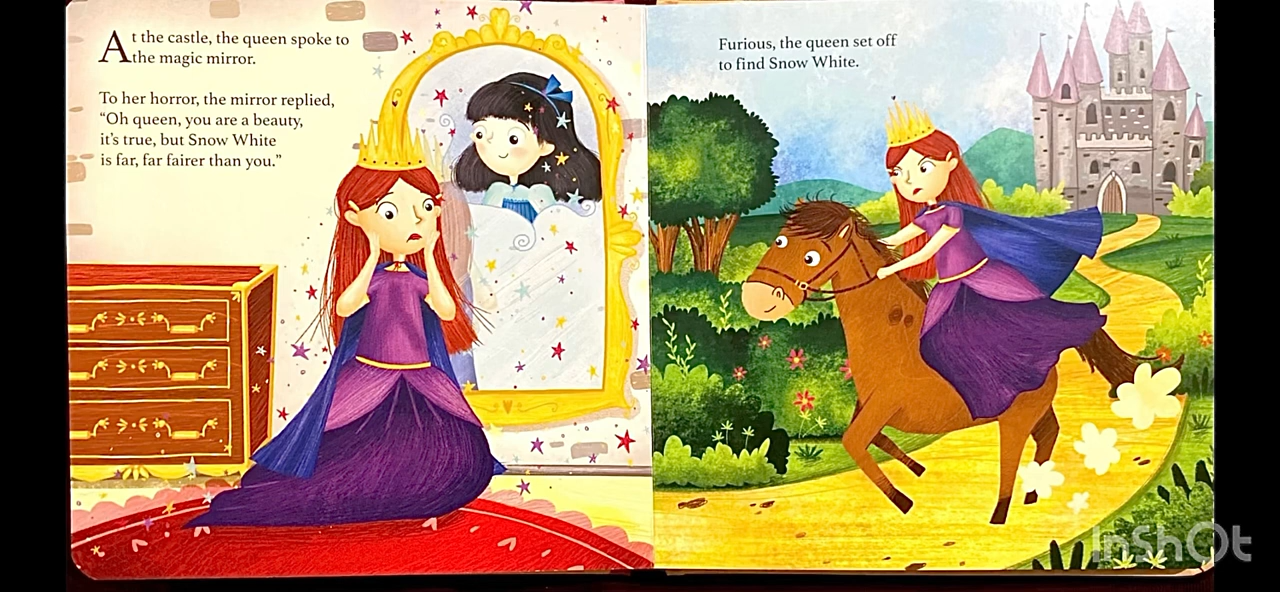 At the castle, the queen spoke to
the magic mirror.
To her horror, the mirror replied,
“Oh queen, you are a beauty,
it’s true, but Snow White
is far, far fairer than you.”
Furious, the queen set off
to find Snow White.
InShOt